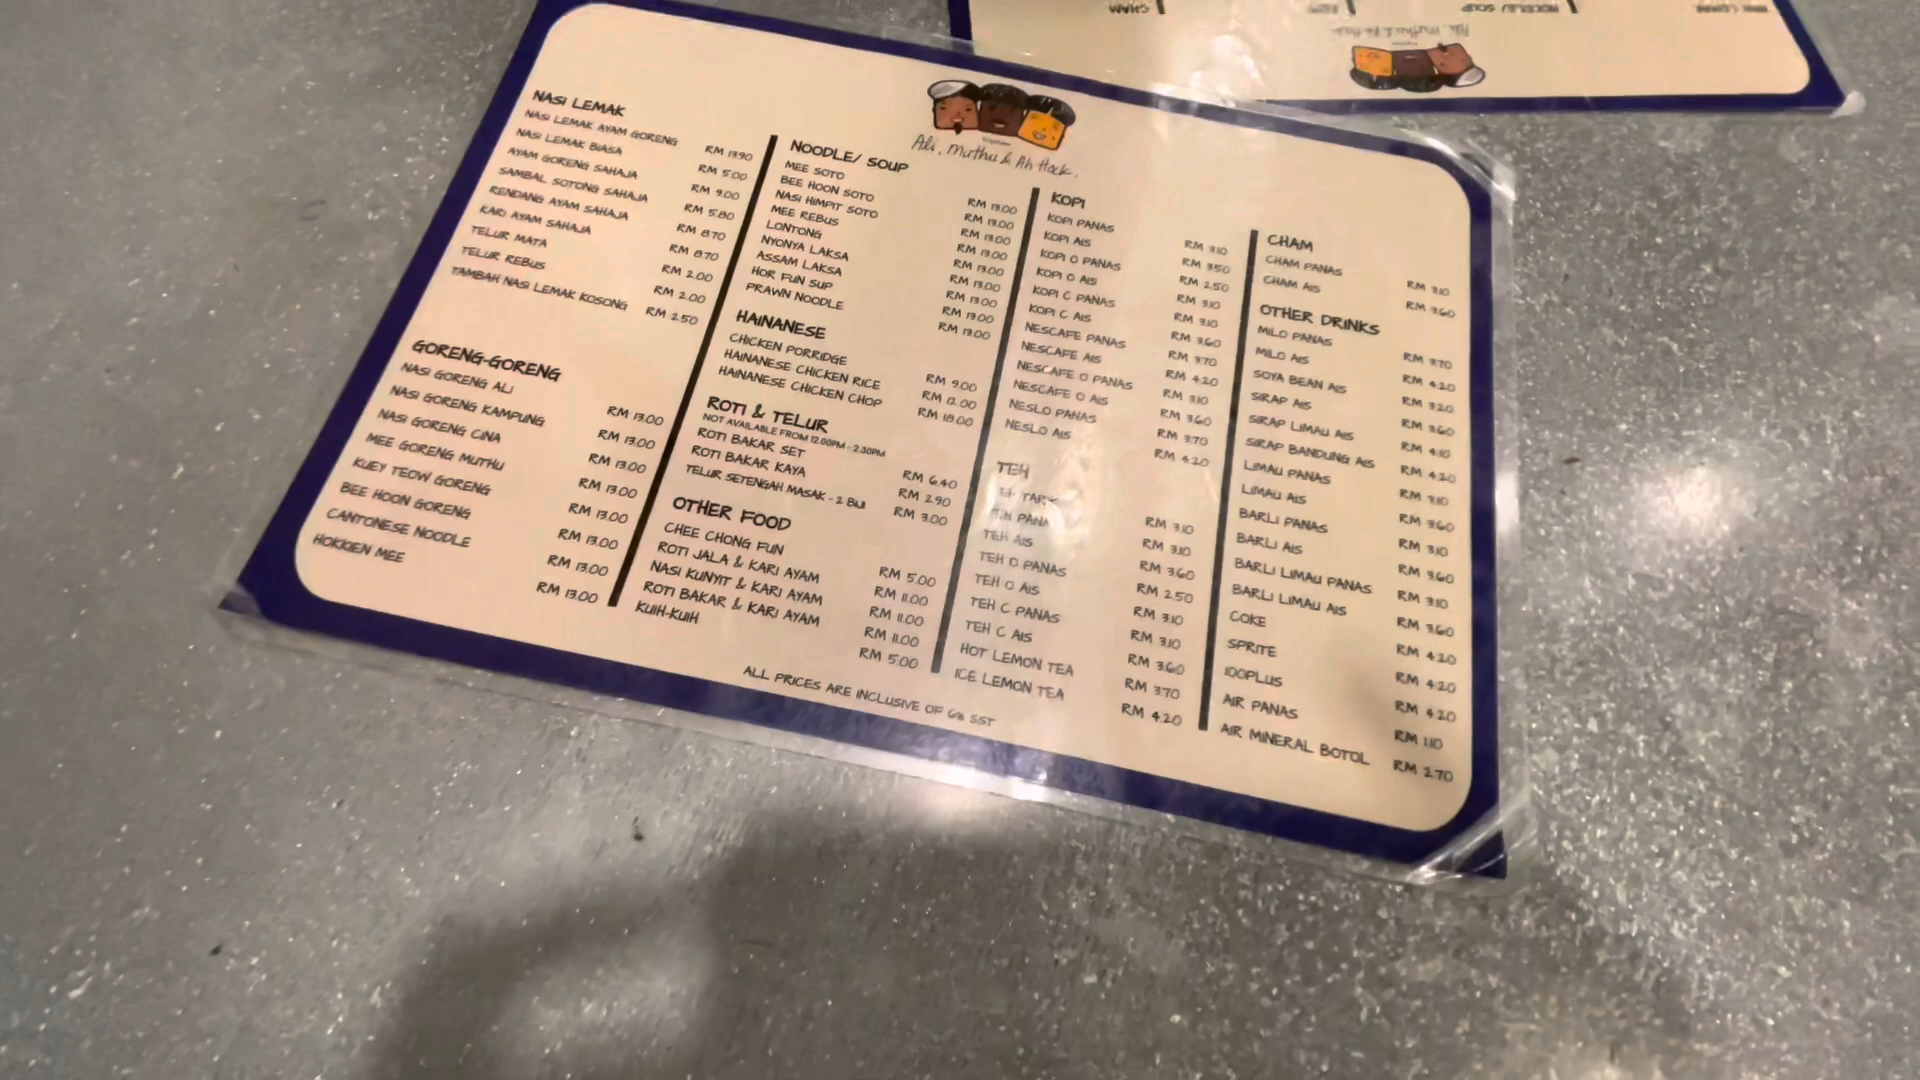 Ali, Muthu & Ah Hock.
NASI LEMAK
NASI LEMAK AYAM GORENG RM 13.90
NASI LEMAK BIASA RM 5.00
AYAM GORENG SAHAJA RM 9.00
SAMBAL SOTONG SAHAJA RM 5.80
RENDANG AYAM SAHAJA RM 8.70
KARI AYAM SAHAJA RM 8.70
TELUR MATA RM 2.00
TELUR REBUS RM 2.00
TAMBAH NASI LEMAK KOSONG RM 2.50
GORENG-GORENG
NASI GORENG ALI RM 13.00
NASI GORENG KAMPUNG RM 13.00
NASI GORENG CINA RM 13.00
MEE GORENG MUTHU RM 13.00
KUEY TEOW GORENG RM 13.00
BEE HOON GORENG RM 13.00
CANTONESE NOODLE RM 13.00
HOKKIEN MEE RM 13.00
NOODLE/ SOUP
MEE SOTO RM 13.00
BEE HOON SOTO RM 13.00
NASI HIMPIT SOTO RM 13.00
MEE REBUS RM 13.00
LONTONG RM 13.00
NYONYA LAKSA RM 13.00
ASSAM LAKSA RM 13.00
HOR FUN SUP RM 13.00
PRAWN NOODLE RM 13.00
HAINANESE
CHICKEN PORRIDGE RM 9.00
HAINANESE CHICKEN RICE RM 12.00
HAINANESE CHICKEN CHOP RM 18.00
ROTI & TELUR
NOT AVAILABLE FROM 12.00PM - 2.30PM
ROTI BAKAR SET RM 6.40
ROTI BAKAR KAYA RM 2.90
TELUR SETENGAH MASAK - 2 BIJI RM 3.00
OTHER FOOD
CHEE CHONG FUN RM 5.00
ROTI JALA & KARI AYAM RM 11.00
NASI KUNYIT & KARI AYAM RM 11.00
ROTI BAKAR & KARI AYAM RM 11.00
KUIH-KUIH RM 5.00
KOPI
KOPI PANAS RM 3.10
KOPI AIS RM 3.50
KOPI O PANAS RM 2.50
KOPI O AIS RM 3.10
KOPI C PANAS RM 3.10
KOPI C AIS RM 3.60
NESCAFE PANAS RM 3.70
NESCAFE AIS RM 4.20
NESCAFE O PANAS RM 3.10
NESCAFE O AIS RM 3.60
NESLO PANAS RM 3.70
NESLO AIS RM 4.20
TEH
TEH TARIK RM 3.10
TEH PANAS RM 3.10
TEH AIS RM 3.60
TEH O PANAS RM 2.50
TEH O AIS RM 3.10
TEH C PANAS RM 3.10
TEH C AIS RM 3.60
HOT LEMON TEA RM 3.70
ICE LEMON TEA RM 4.20
CHAM
CHAM PANAS RM 3.10
CHAM AIS RM 3.60
OTHER DRINKS
MILO PANAS RM 3.70
MILO AIS RM 4.20
SOYA BEAN AIS RM 3.20
SIRAP AIS RM 3.60
SIRAP LIMAU AIS RM 4.10
SIRAP BANDUNG AIS RM 4.20
LIMAU PANAS RM 3.10
LIMAU AIS RM 3.60
BARLI PANAS RM 3.10
BARLI AIS RM 3.60
BARLI LIMAU PANAS RM 3.10
BARLI LIMAU AIS RM 3.60
COKE RM 4.20
SPRITE RM 4.20
100PLUS RM 4.20
AIR PANAS RM 1.10
AIR MINERAL BOTOL RM 2.70
ALL PRICES ARE INCLUSIVE OF 6% SST